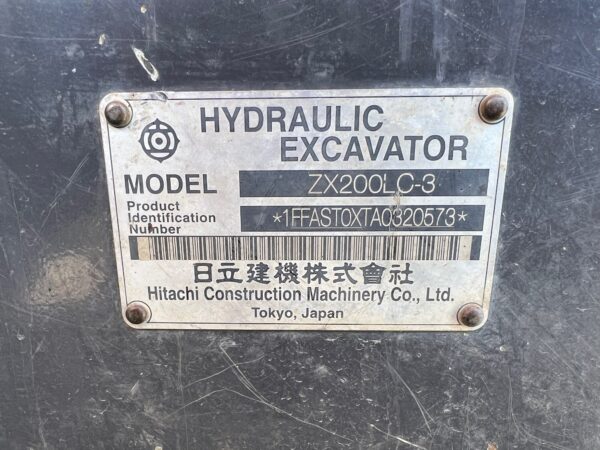 HYDRAULIC
EXCAVATOR
MODEL ZX200LC-3
Product
Identification
Number *1FFAST0XTA0320573*
日立建機株式會社
Hitachi Construction Machinery Co., Ltd.
Tokyo, Japan